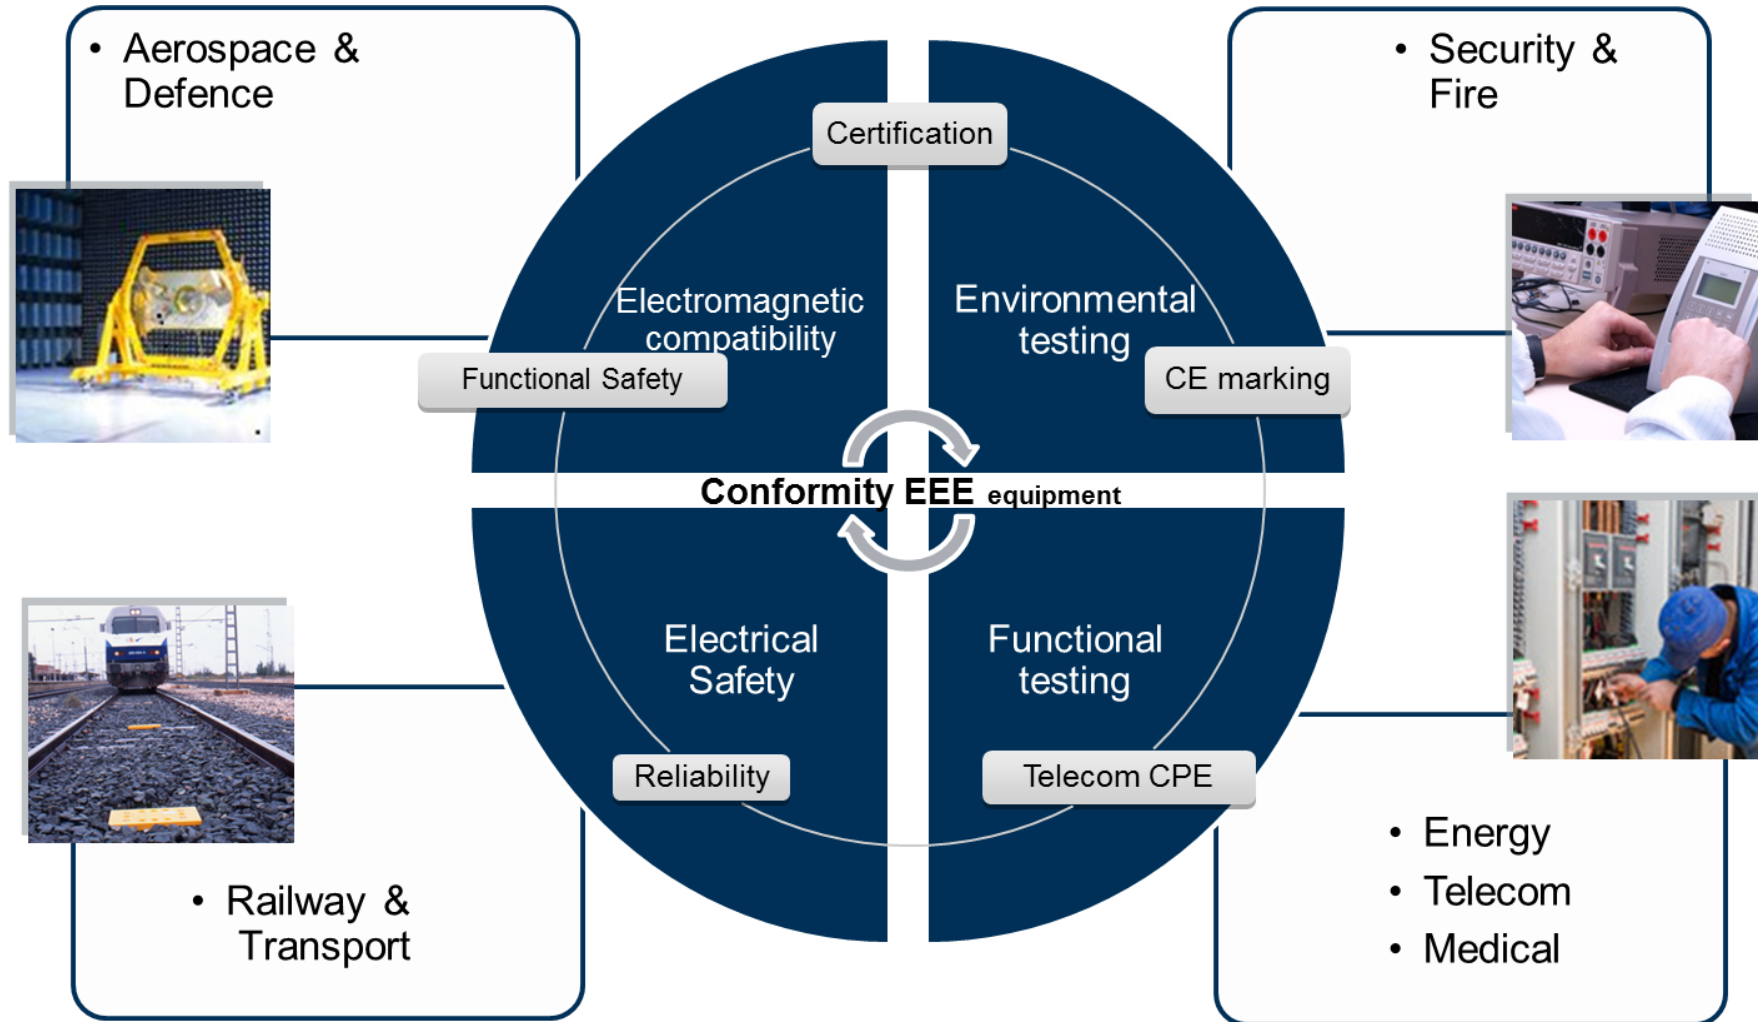 • Aerospace &
Defence
• Security &
Fire
Certification
Electromagnetic
compatibility
Environmental
testing
Functional Safety
CE marking
Conformity EEE equipment
Electrical
Safety
Functional
testing
Reliability
Telecom CPE
• Railway &
Transport
• Energy
• Telecom
• Medical